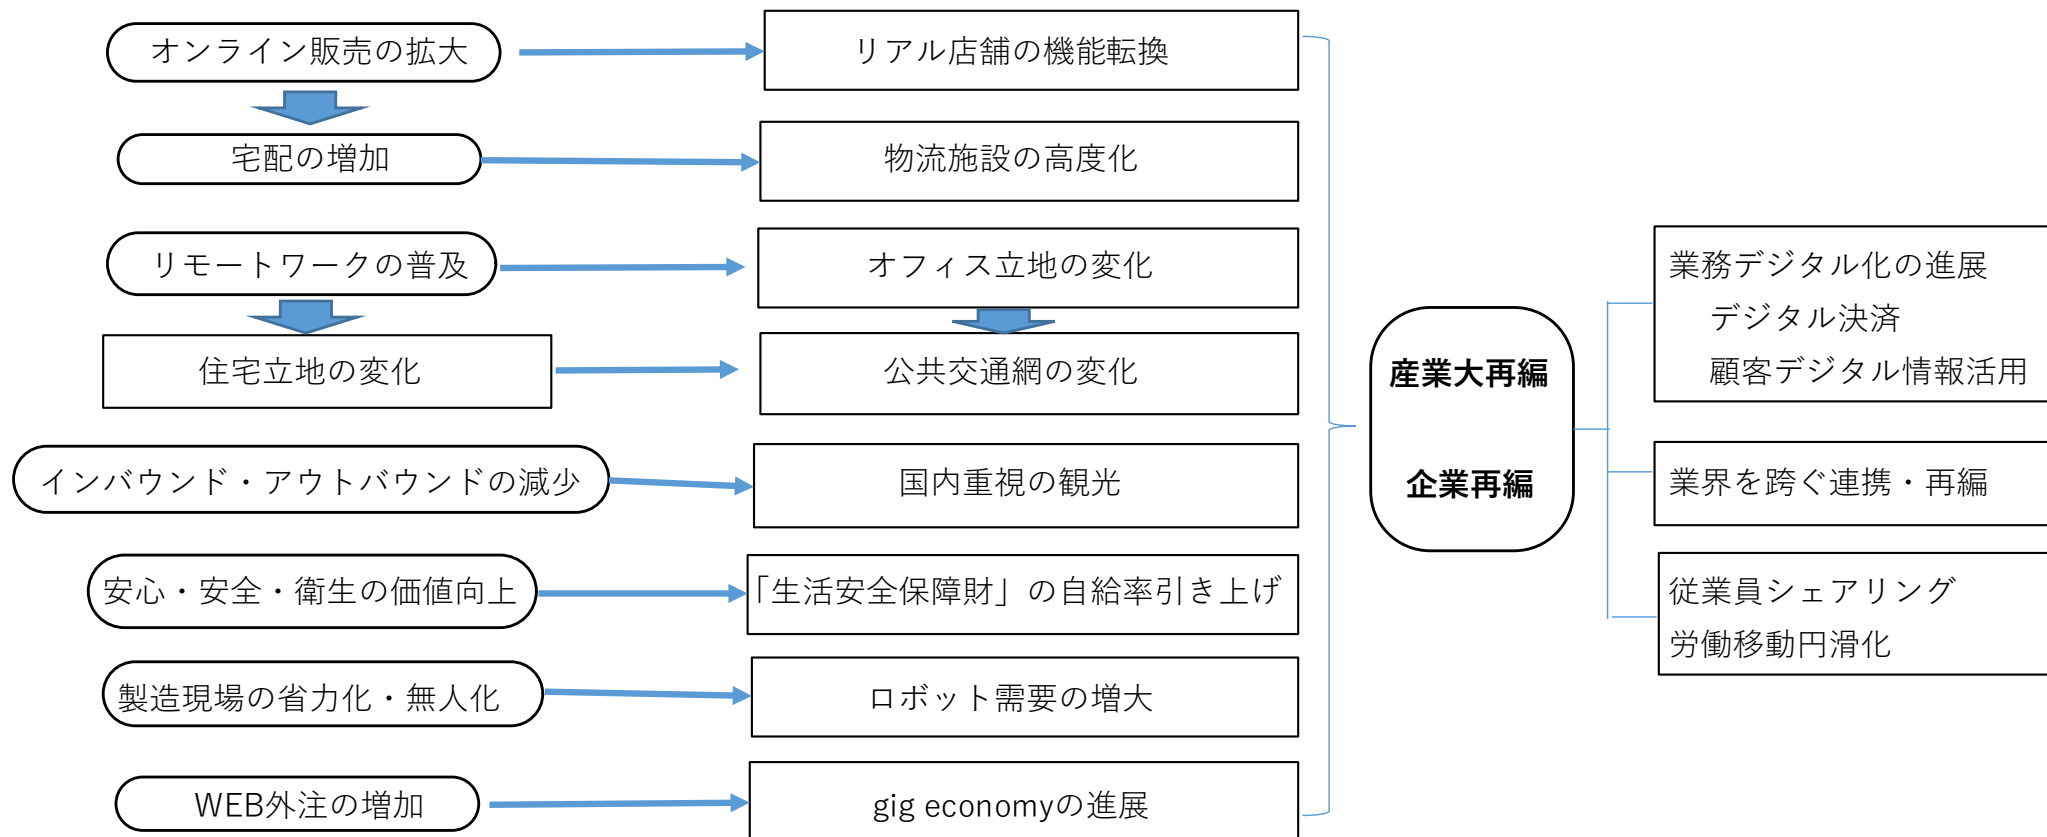 オンライン販売の拡大
リアル店舗の機能転換
宅配の増加
物流施設の高度化
リモートワークの普及
オフィス立地の変化
住宅立地の変化
公共交通網の変化
インバウンド・アウトバウンドの減少
国内重視の観光
安心・安全・衛生の価値向上
「生活安全保障財」の自給率引き上げ
製造現場の省力化・無人化
ロボット需要の増大
WEB外注の増加
gig economyの進展
産業大再編
企業再編
業務デジタル化の進展
デジタル決済
顧客デジタル情報活用
業界を跨ぐ連携・再編
従業員シェアリング
労働移動円滑化